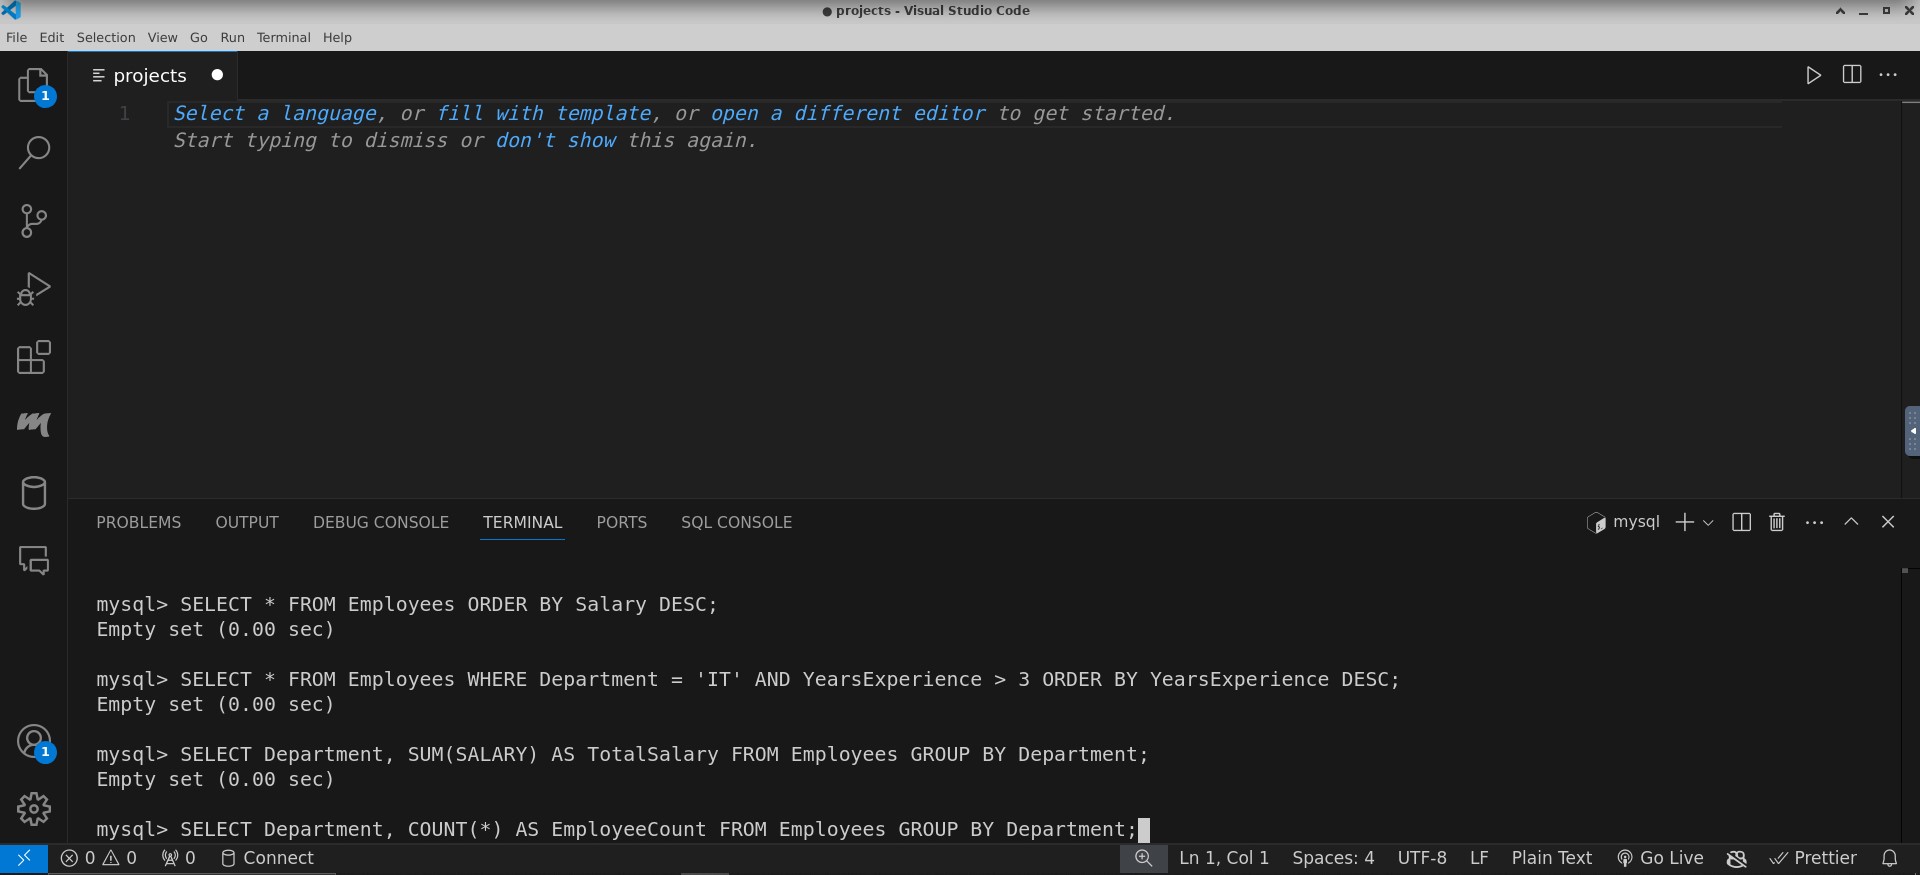 ● projects - Visual Studio Code
File Edit Selection View Go Run Terminal Help
projects
1 Select a language, or fill with template, or open a different editor to get started.
Start typing to dismiss or don't show this again.
1
PROBLEMS OUTPUT DEBUG CONSOLE TERMINAL PORTS SQL CONSOLE mysql
mysql> SELECT * FROM Employees ORDER BY Salary DESC;
Empty set (0.00 sec)
mysql> SELECT * FROM Employees WHERE Department = 'IT' AND YearsExperience > 3 ORDER BY YearsExperience DESC;
Empty set (0.00 sec)
mysql> SELECT Department, SUM(SALARY) AS TotalSalary FROM Employees GROUP BY Department;
Empty set (0.00 sec)
1
mysql> SELECT Department, COUNT(*) AS EmployeeCount FROM Employees GROUP BY Department;
0 0 0 Connect Ln 1, Col 1 Spaces: 4 UTF-8 LF Plain Text Go Live Prettier